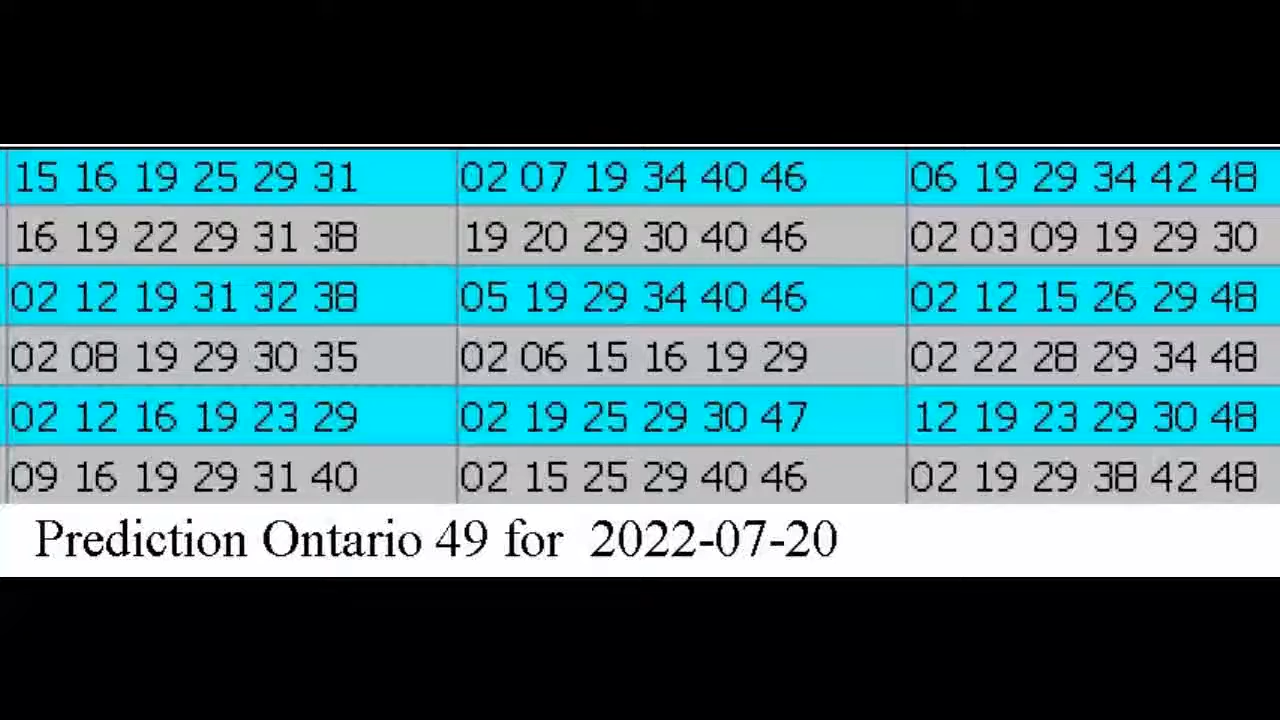 15 16 19 25 29 31 02 07 19 34 40 46 06 19 29 34 42 48
16 19 22 29 31 38 19 20 29 30 40 46 02 03 09 19 29 30
02 12 19 31 32 38 05 19 29 34 40 46 02 12 15 26 29 48
02 08 19 29 30 35 02 06 15 16 19 29 02 22 28 29 34 48
02 12 16 19 23 29 02 19 25 29 30 47 12 19 23 29 30 48
09 16 19 29 31 40 02 15 25 29 40 46 02 19 29 38 42 48
Prediction Ontario 49 for 2022-07-20